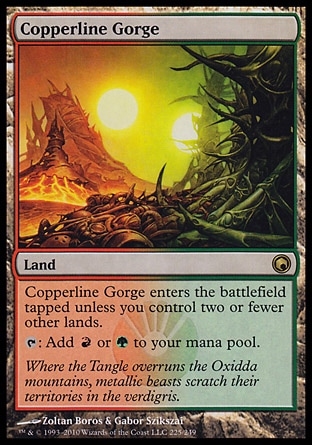 Copperline Gorge
Land
Copperline Gorge enters the battlefield
tapped unless you control two or fewer
other lands.
: Add or to your mana pool.
Where the Tangle overruns the Oxidda
mountains, metallic beasts scratch their
territories in the verdigris.
Zoltan Boros & Gabor Szikszai
™ & © 1993–2010 Wizards of the Coast LLC 225/249